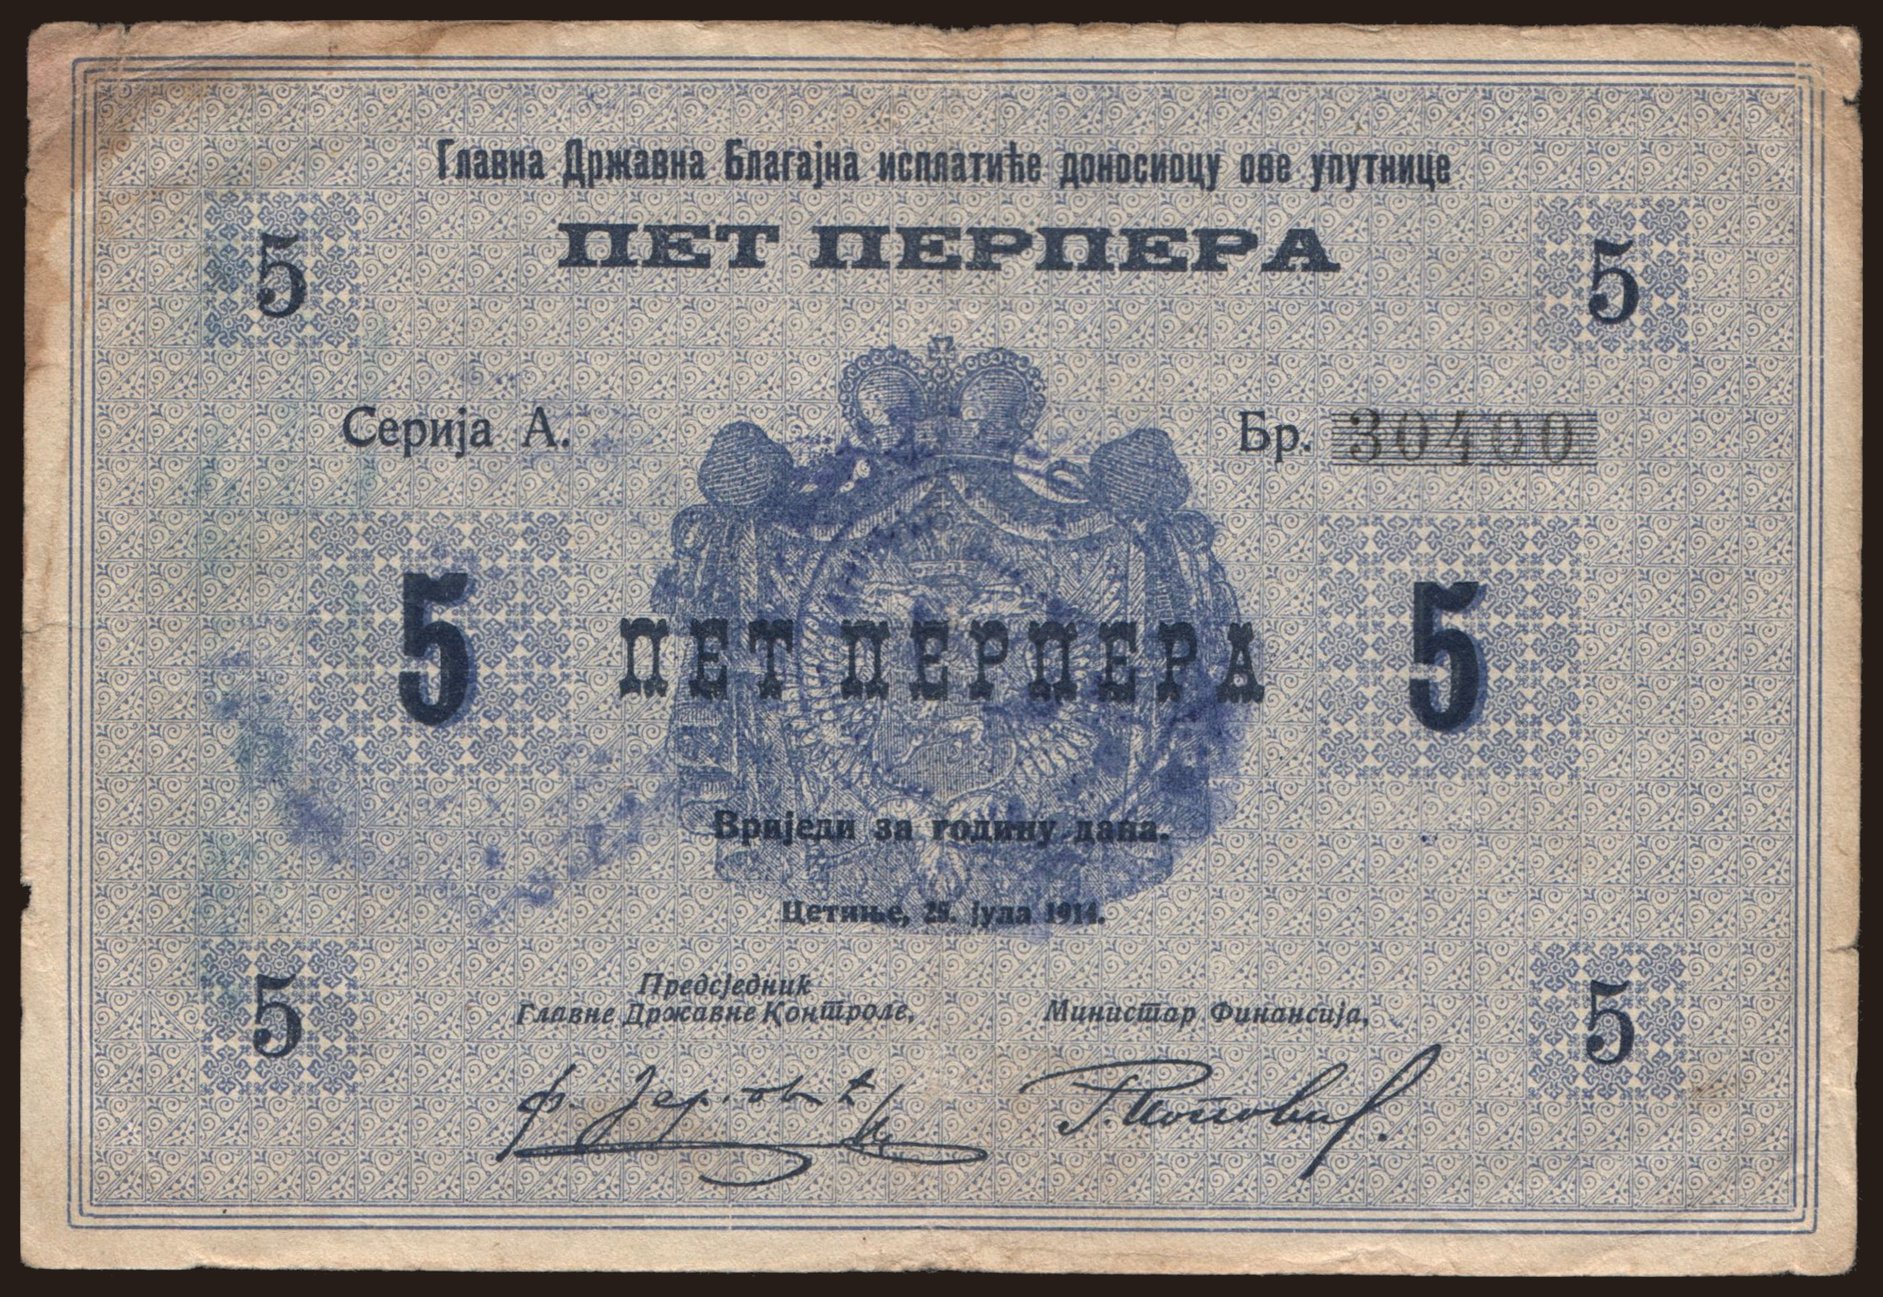 Главна Државна Благајна исплатиће доносиоцу ове упутнице
ПЕТ ПЕРПЕРА
5 5
Серија А. Бр. 30400
5 ПЕТ ПЕРПЕРА 5
Вриједи за годину дана.
Цетиње, 25. Јула 1914.
5 5
Предсједник
Главне Државне Контроле,
Министар Финансија,